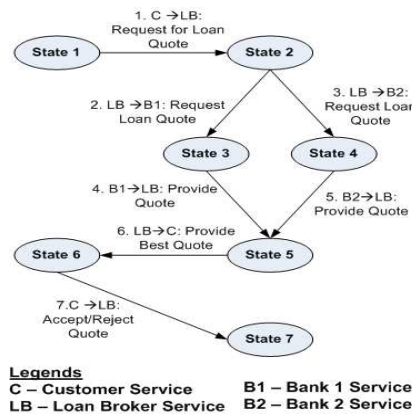 1. C →LB:
Request for Loan
Quote
State 1
State 2
2. LB →B1: Request
Loan Quote
3. LB →B2:
Request Loan
Quote
State 3
State 4
4. B1→LB: Provide
Quote
5. B2→LB:
Provide Quote
6. LB→C: Provide
Best Quote
State 6
State 5
7.C →LB:
Accept/Reject
Quote
State 7
Legends
C – Customer Service
B1 – Bank 1 Service
LB – Loan Broker Service
B2 – Bank 2 Service